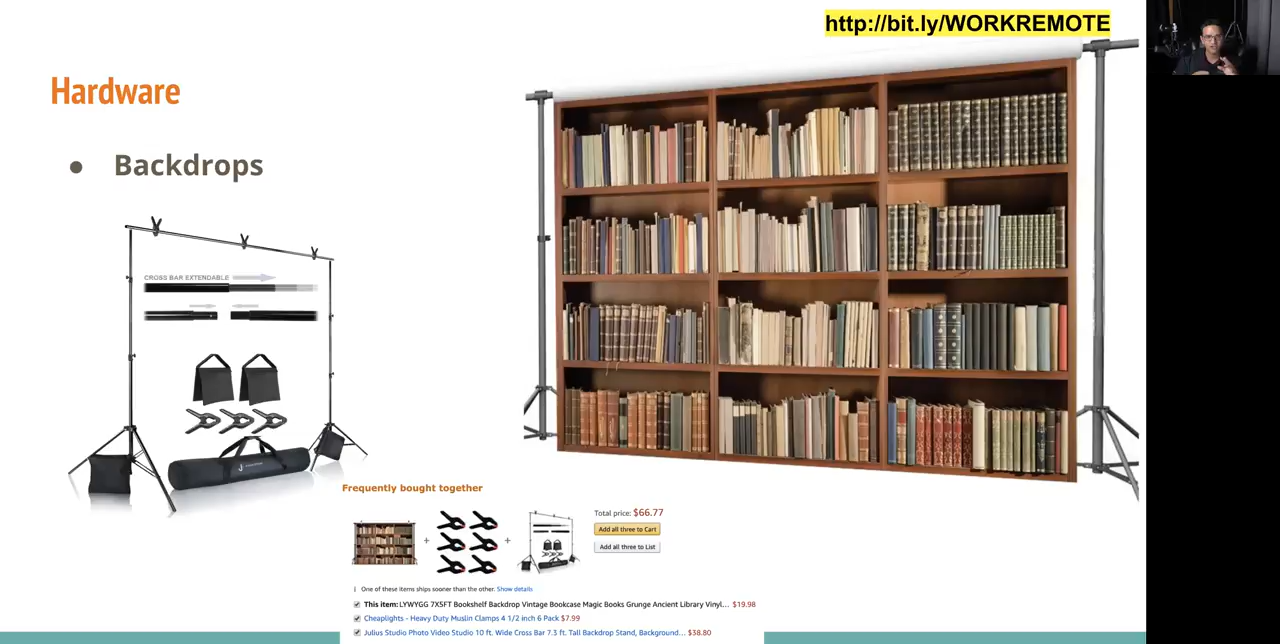 http://bit.ly/WORKREMOTE
Hardware
● Backdrops
CROSS BAR EXTENDABLE
Frequently bought together
Total price: $66.77
Add all three to Cart
Add all three to List
i One of these items ships sooner than the other. Show details
This item: LYWYGG 7X5FT Bookshelf Backdrop Vintage Bookcase Magic Books Grunge Ancient Library Vinyl... $19.98
Cheaplights - Heavy Duty Muslin Clamps 4 1/2 inch 6 Pack $7.99
Julius Studio Photo Video Studio 10 ft. Wide Cross Bar 7.3 ft. Tall Backdrop Stand, Background... $38.80